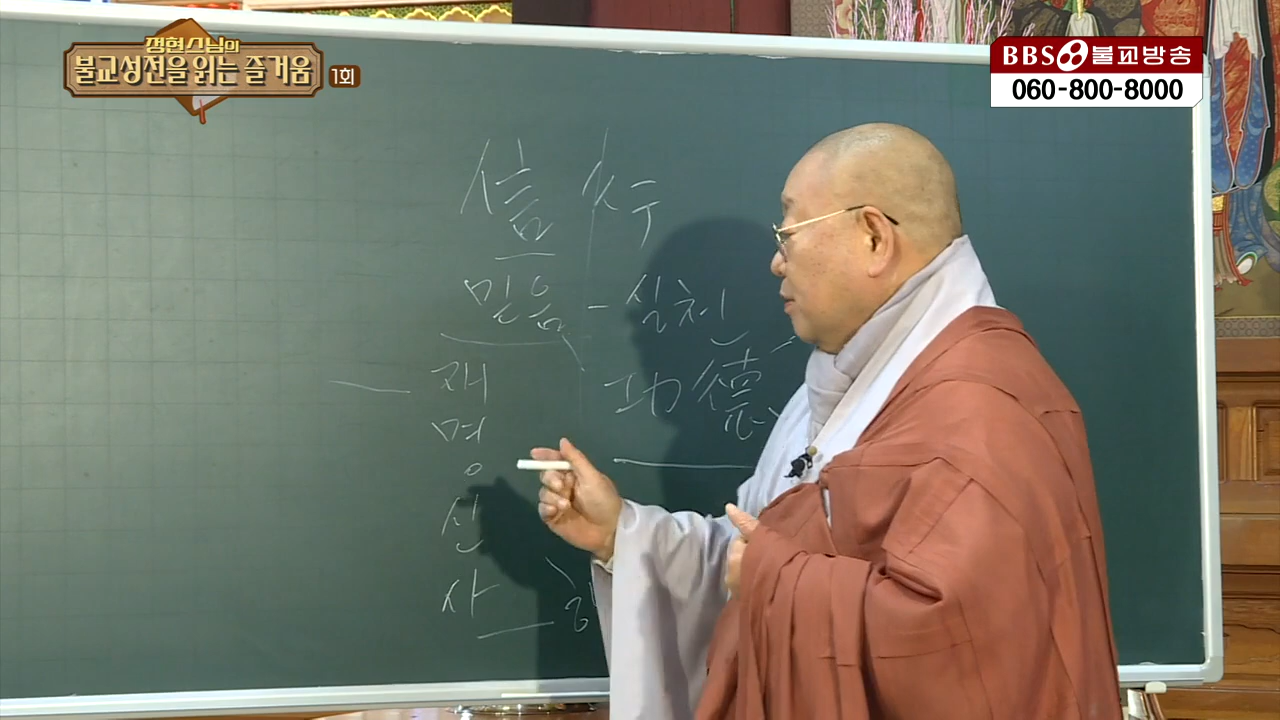 정현스님의
불교성전을 읽는 즐거움 1회
BBS 불교방송
060-800-8000
信行
믿음 - 실천
재 功德
명
신
사